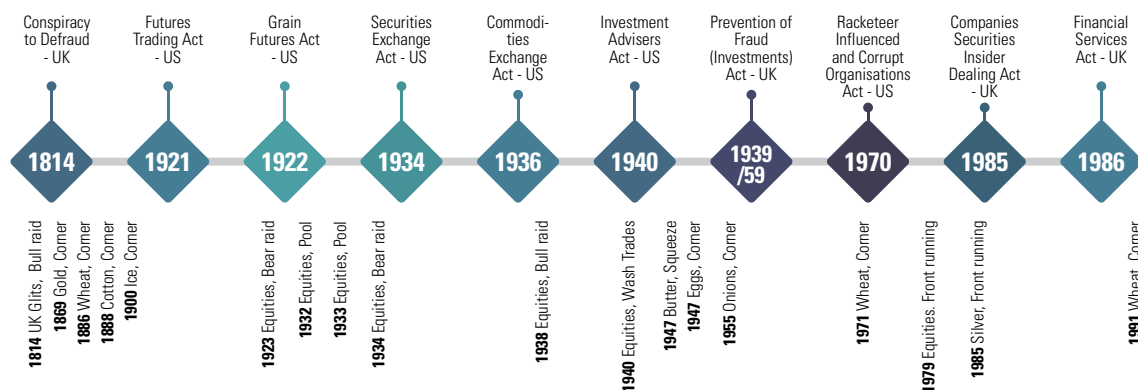 Conspiracy
to Defraud
- UK
Futures
Trading Act
- US
Grain
Futures Act
- US
Securities
Exchange
Act - US
Commodi-
ties
Exchange
Act - US
Investment
Advisers
Act - US
Prevention of
Fraud
(Investments)
Act - UK
Racketeer
Influenced
and Corrupt
Organisations
Act - US
Companies
Securities
Insider
Dealing Act
- UK
Financial
Services
Act - UK
1814
1921
1922
1934
1936
1940
1939
/59
1970
1985
1986
1814 UK Glits, Bull raid
1869 Gold, Corner
1886 Wheat, Corner
1888 Cotton, Corner
1900 Ice, Corner
1923 Equities, Bear raid
1932 Equities, Pool
1933 Equities, Pool
1934 Equities, Bear raid
1938 Equities, Bull raid
1940 Equities, Wash Trades
1947 Butter, Squeeze
1947 Eggs, Corner
1955 Onions, Corner
1971 Wheat, Corner
1979 Equities. Front running
1985 Silver, Front running
1991 Wheat, Corner